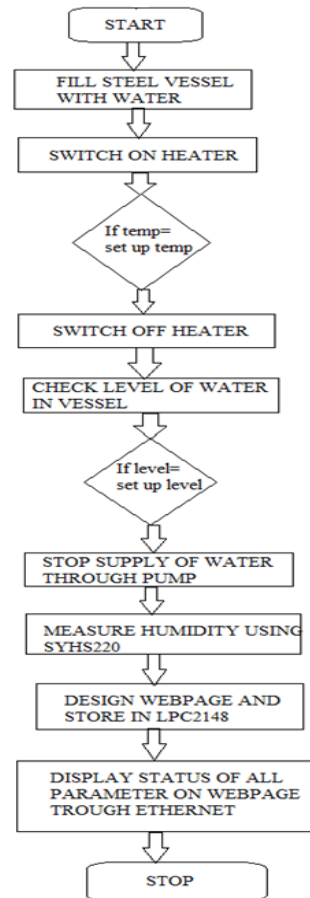 START
FILL STEEL VESSEL
WITH WATER
SWITCH ON HEATER
If temp=
set up temp
SWITCH OFF HEATER
CHECK LEVEL OF WATER
IN VESSEL
If level=
set up level
STOP SUPPLY OF WATER
THROUGH PUMP
MEASURE HUMIDITY USING
SYHS220
DESIGN WEBPAGE AND
STORE IN LPC2148
DISPLAY STATUS OF ALL
PARAMETER ON WEBPAGE
TROUGH ETHERNET
STOP